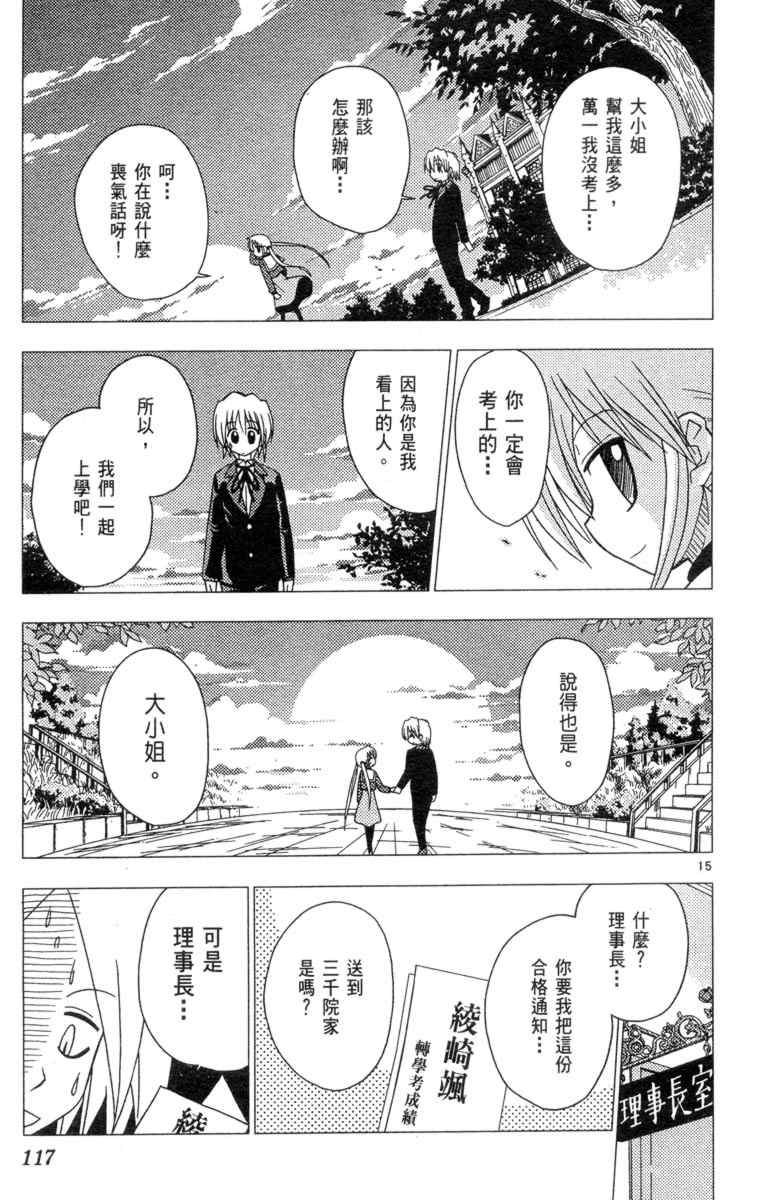 大小姐
幫我這麼多，
萬一我沒考上…
那該
怎麼辦啊…
呵…
你在說什麼
喪氣話呀！
你一定會
考上的…
因為你是我
看上的人。
所以，
我們一起
上學吧！
說得也是。
大小姐。
15
什麼？
理事長…
你要我把這份
合格通知…
理事長室
送到
三千院家
是嗎？
綾崎颯
轉學考成績
可是
理事長…
綾
117